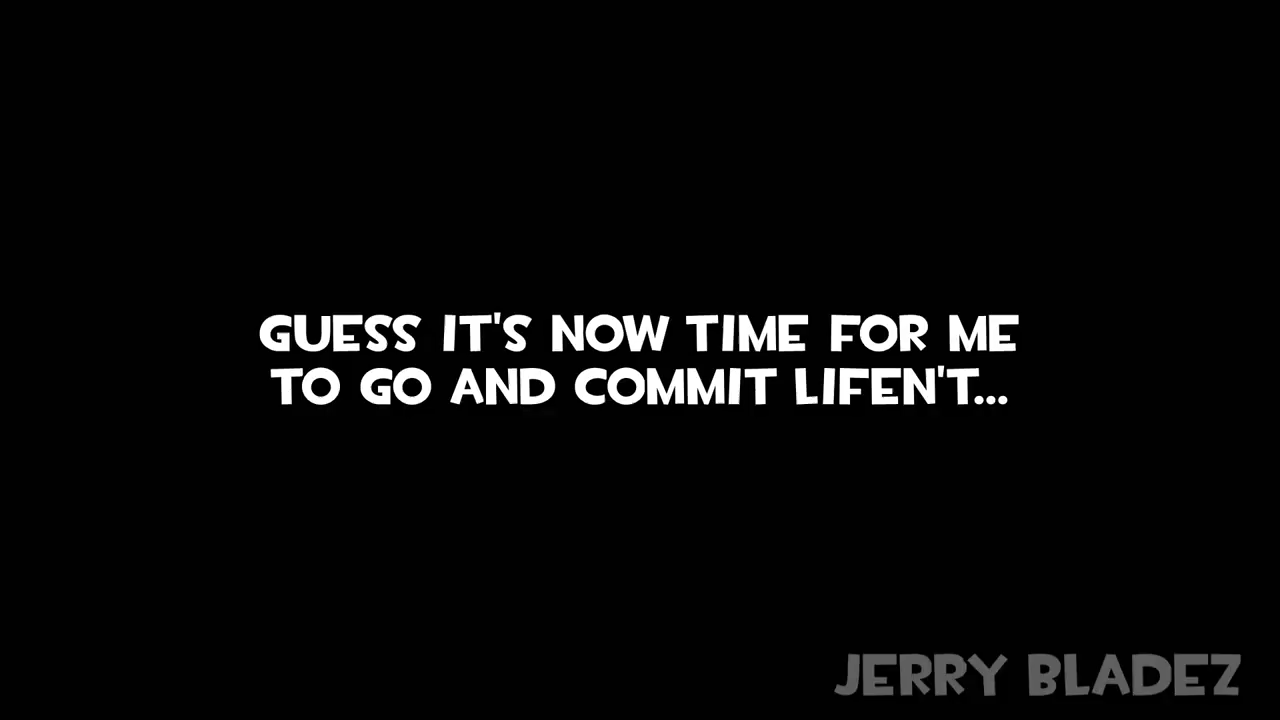 GUESS IT'S NOW TIME FOR ME
TO GO AND COMMIT LIFEN'T...
JERRY BLADEZ